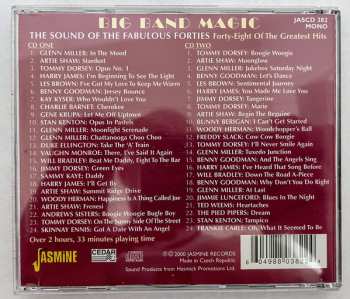 BIG BAND MAGIC
JASCD 382
MONO
THE SOUND OF THE FABULOUS FORTIES Forty-Eight Of The Greatest Hits
CD ONE
1. GLENN MILLER: In The Mood
2. ARTIE SHAW: Stardust
3. TOMMY DORSEY: Opus No. 1
4. HARRY JAMES: I'm Beginning To See The Light
5. LES BROWN: I've Got My Love To Keep Me Warm
6. BENNY GOODMAN: Jersey Bounce
7. KAY KYSER: Who Wouldn't Love You
8. CHARLIE BARNET: Cherokee
9. GENE KRUPA: Let Me Off Uptown
10. STAN KENTON: Opus in Pastels
11. GLENN MILLER: Moonlight Serenade
12. GLENN MILLER: Chattanooga Choo Choo
13. DUKE ELLINGTON: Take The 'A' Train
14. VAUGHN MONROE: There, I've Said It Again
15. WILL BRADLEY: Beat Me Daddy, Eight To The Bar
16. JIMMY DORSEY: Green Eyes
17. SAMMY KAYE: Daddy
18. HARRY JAMES: I'll Get By
19. ARTIE SHAW: Summit Ridge Drive
20. WOODY HERMAN: Happiness Is A Thing Called Joe
21. ARTIE SHAW: Frenesi
22. ANDREWS SISTERS: Boogie Woogie Bugle Boy
23. TOMMY DORSEY: On The Sunny Side Of The Street
24. SKINNAY ENNIS: Got A Date With An Angel
CD TWO
1. TOMMY DORSEY: Boogie Woogie
2. ARTIE SHAW: Moonglow
3. GLENN MILLER: Jukebox Saturday Night
4. BENNY GOODMAN: Let's Dance
5. LES BROWN: Sentimental Journey
6. HARRY JAMES: You Made Me Love You
7. JIMMY DORSEY: Tangerine
8. TOMMY DORSEY: Marie
9. ARTIE SHAW: Begin The Beguine
10. BUNNY BERIGAN: I Can't Get Started
11. WOODY HERMAN: Woodchopper's Ball
12. FREDDY SLACK: Cow Cow Boogie
13. TOMMY DORSEY: I'll Never Smile Again
14. GLENN MILLER: Tuxedo Junction
15. BENNY GOODMAN: And The Angels Sing
16. HARRY JAMES: I've Heard That Song Before
17. WILL BRADLEY: Down The Road A-Piece
18. BENNY GOODMAN: Why Don't You Do Right
19. GLENN MILLER: At Last
20. JIMMIE LUNCEFORD: Blues In The Night
21. TED WEEMS: Heartaches
22. THE PIED PIPERS: Dream
23. STAN KENTON: Tampico
24. FRANKIE CARLE: Oh! What It Seemed To Be
Over 2 hours, 33 minutes playing time
JASMINE
CEDAR
© 2000 JASMINE RECORDS
Made in Czech Republic
Sound Products from Hasmick Promotions Ltd.